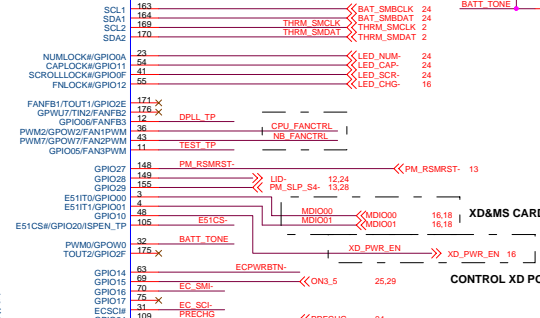 BATT_TONE
SCL1 163 BAT_SMBCLK 24
SDA1 164 BAT_SMBDAT 24
SCL2 169 THRM_SMCLK THRM_SMCLK 2
SDA2 170 THRM_SMDAT THRM_SMDAT 2
NUMLOCK#/GPIO0A 23 LED_NUM- 24
CAPLOCK#/GPIO11 54 LED_CAP- 24
SCROLLLOCK#/GPIO0F 41 LED_SCR- 24
FNLOCK#/GPIO12 55 LED_CHG- 16
FANFB1/TOUT1/GPIO2E 171
GPWU7/TIN2/FANFB2 176
GPIO06/FANFB3 12 DPLL_TP
PWM2/GPOW2/FAN1PWM 36 CPU_FANCTRL
PWM7/GPOW7/FAN2PWM 43 NB_FANCTRL
GPIO05/FAN3PWM 11 TEST_TP
GPIO27 148 PM_RSMRST- PM_RSMRST- 13
GPIO28 149 LID- 12,24
GPIO29 155 PM_SLP_S4- 13,28
E51IT0/GPIO00 3
E51IT1/GPIO01 4 MDIO00 MDIO00 16,18 XD&MS CARD
GPIO10 48 MDIO01 MDIO01 16,18
E51CS#/GPIO20/ISPEN_TP 105 E51CS-
PWM0/GPOW0 32 BATT_TONE
TOUT2/GPIO2F 175 XD_PWR_EN XD_PWR_EN 16
GPIO14 63 ECPWRBTN-
GPIO15 69 ON3_5 25,29 CONTROL XD PO
GPIO16 70 EC_SMI-
GPIO17 75
ECSCI# 31 EC_SCI-
109 PRECHG